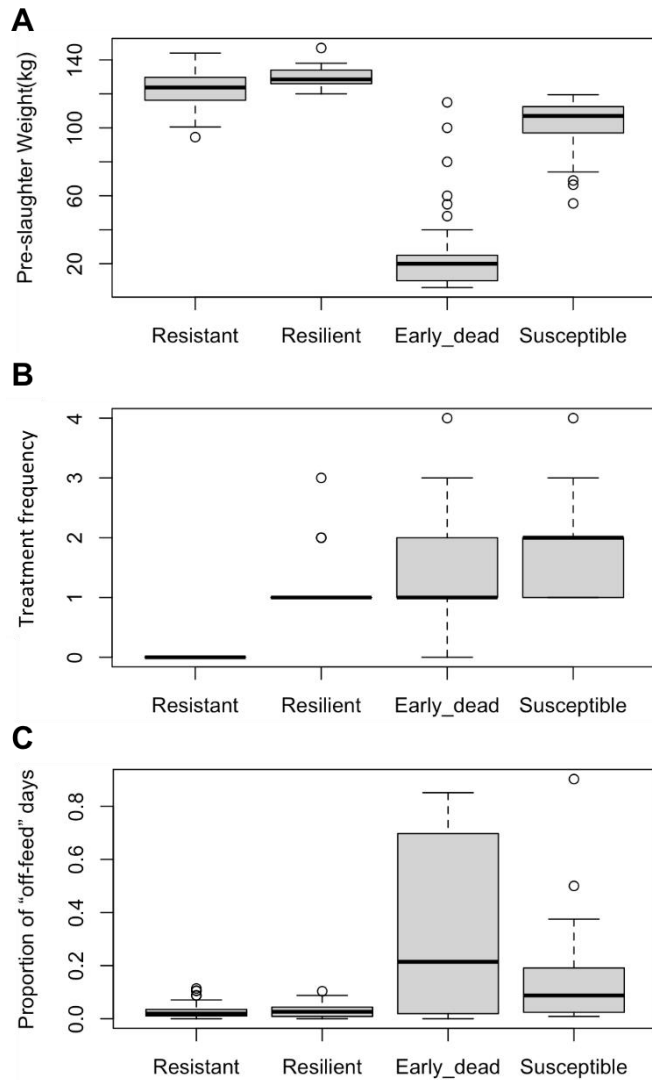 A
Pre-slaughter Weight(kg)
140
100
60
20
Resistant Resilient Early_dead Susceptible
B
Treatment frequency
4
3
2
1
0
Resistant Resilient Early_dead Susceptible
C
Proportion of “off-feed” days
0.8
0.6
0.4
0.2
0.0
Resistant Resilient Early_dead Susceptible